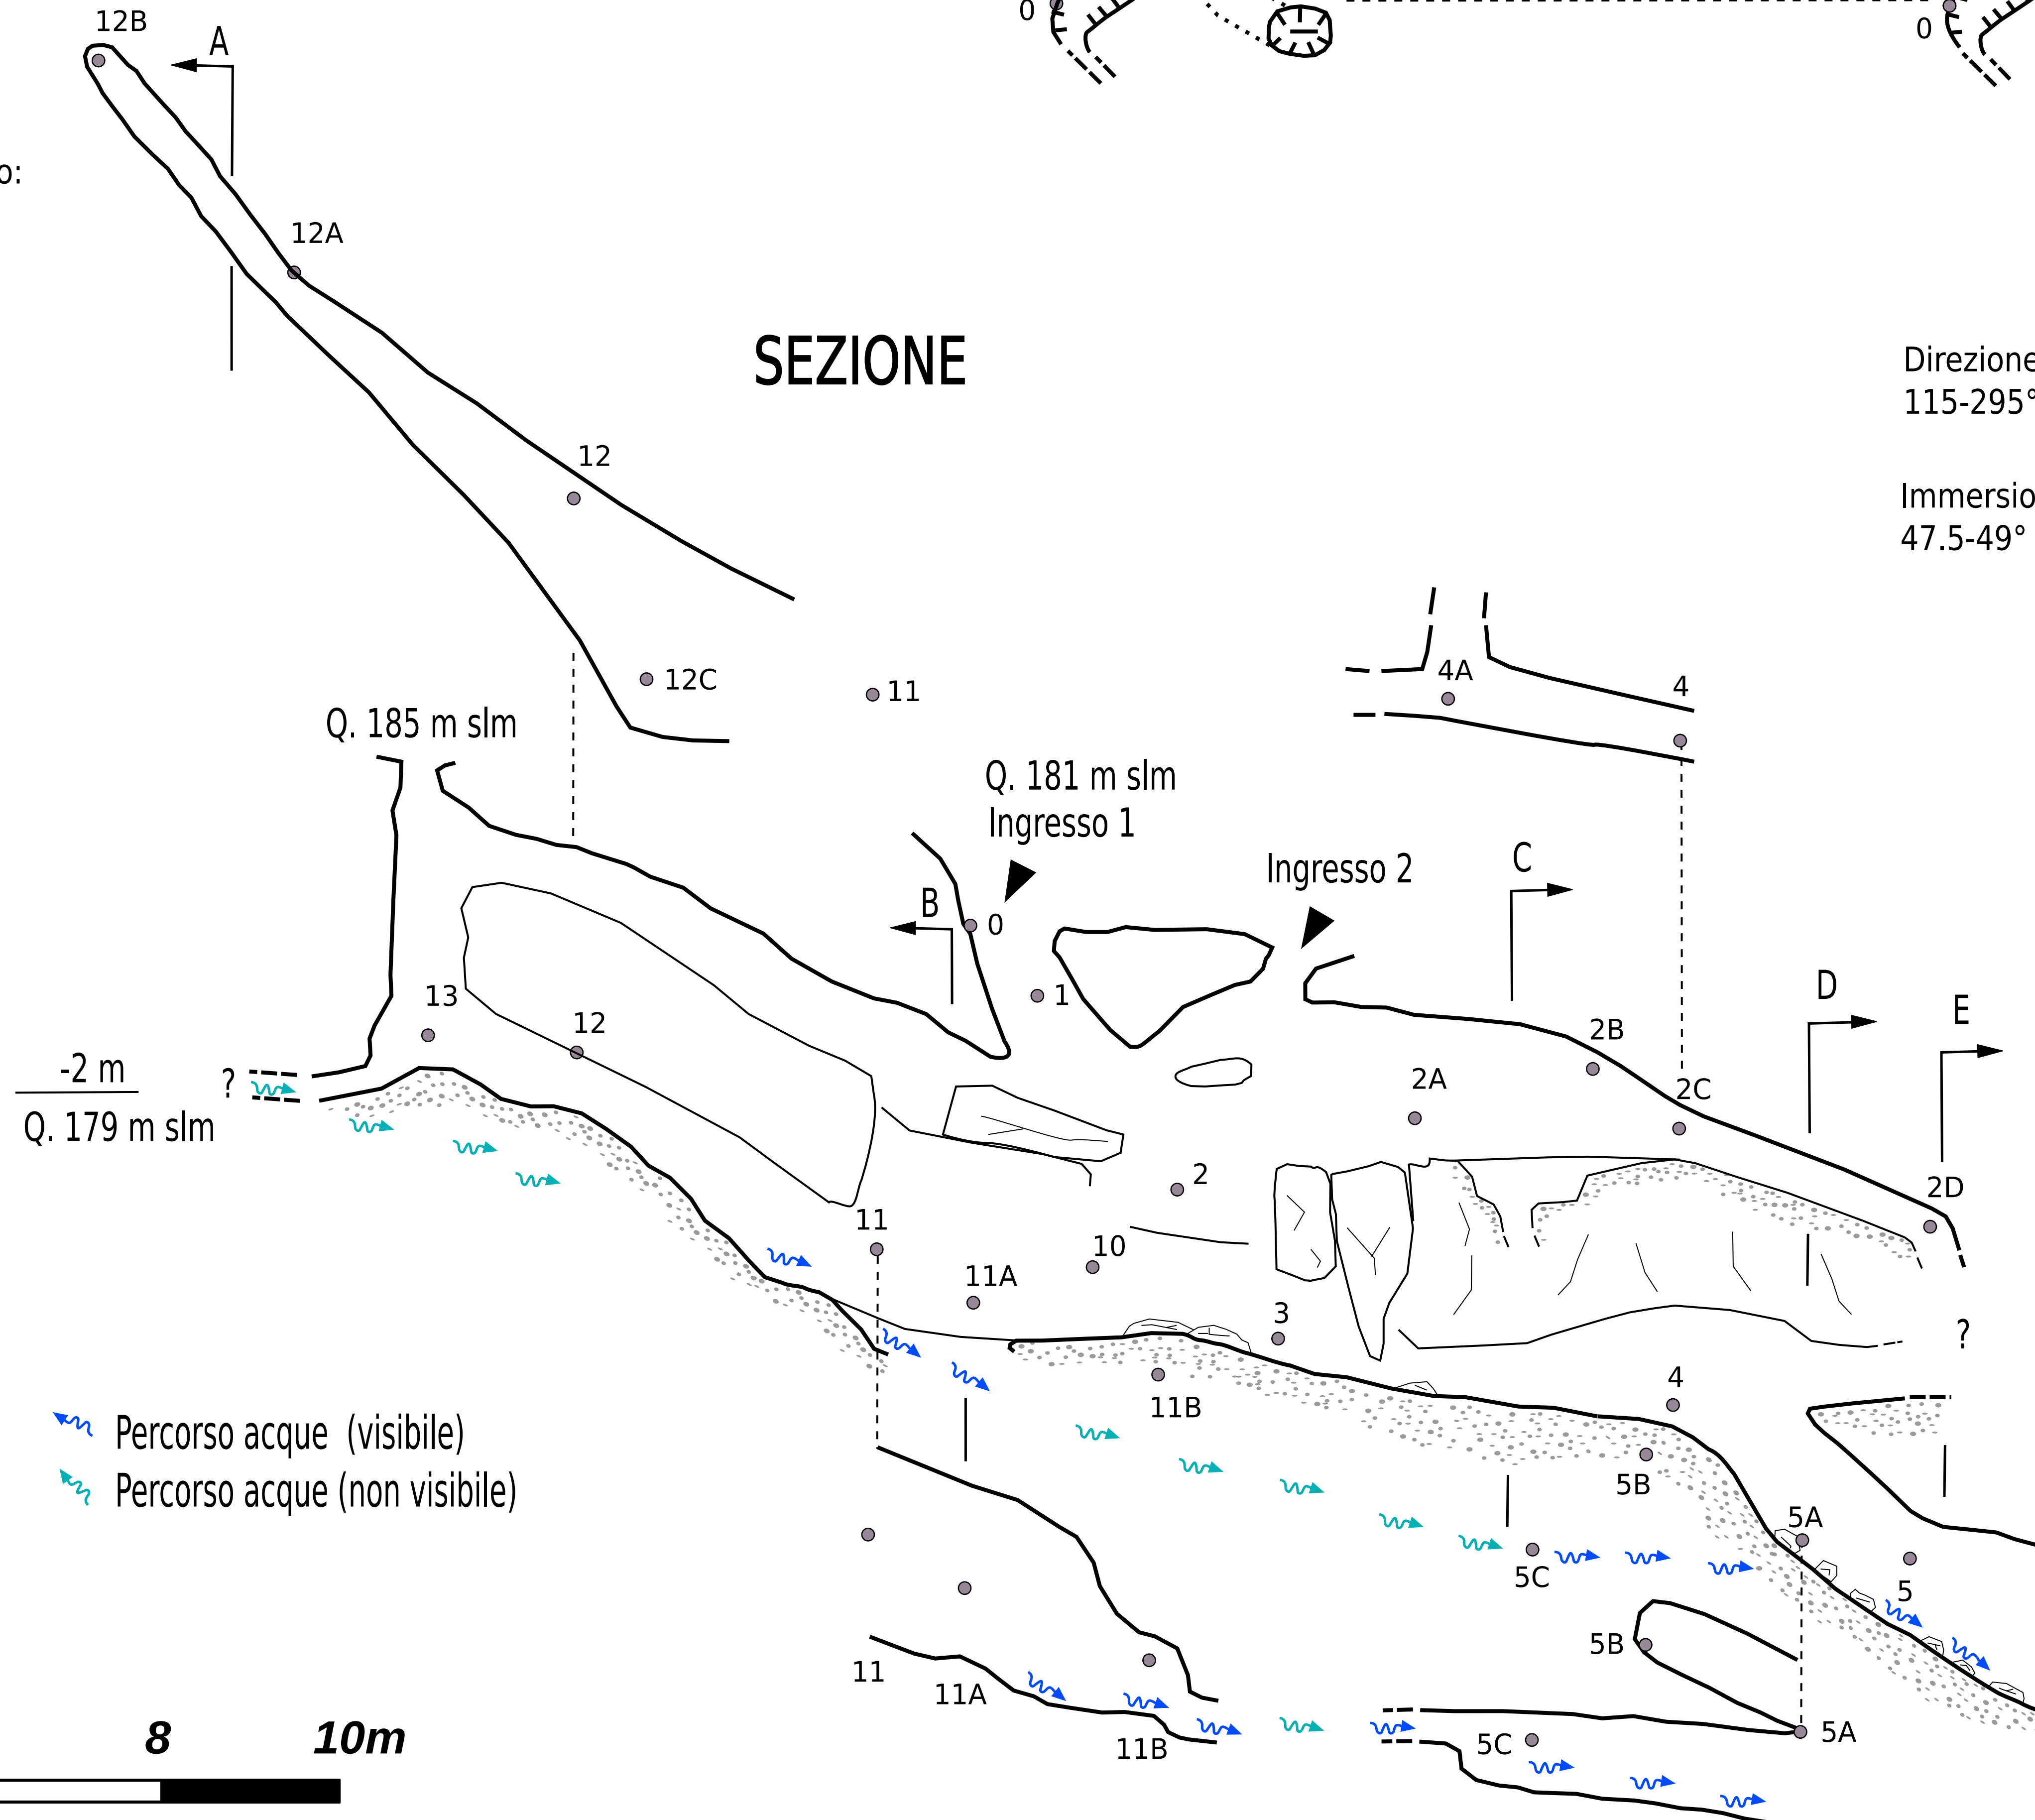 12B
A
0
0
o:
12A
SEZIONE
Direzione
115-295°
12
Immersio
47.5-49°
12C
11
4A
4
Q. 185 m slm
Q. 181 m slm
Ingresso 1
Ingresso 2
C
B
0
13
12
1
D
E
2B
-2 m
?
Q. 179 m slm
2A
2C
2
2D
11
10
11A
3
?
4
11B
Percorso acque (visibile)
Percorso acque (non visibile)
5B
5A
5C
5
5B
11
11A
11B
5C
5A
8
10m